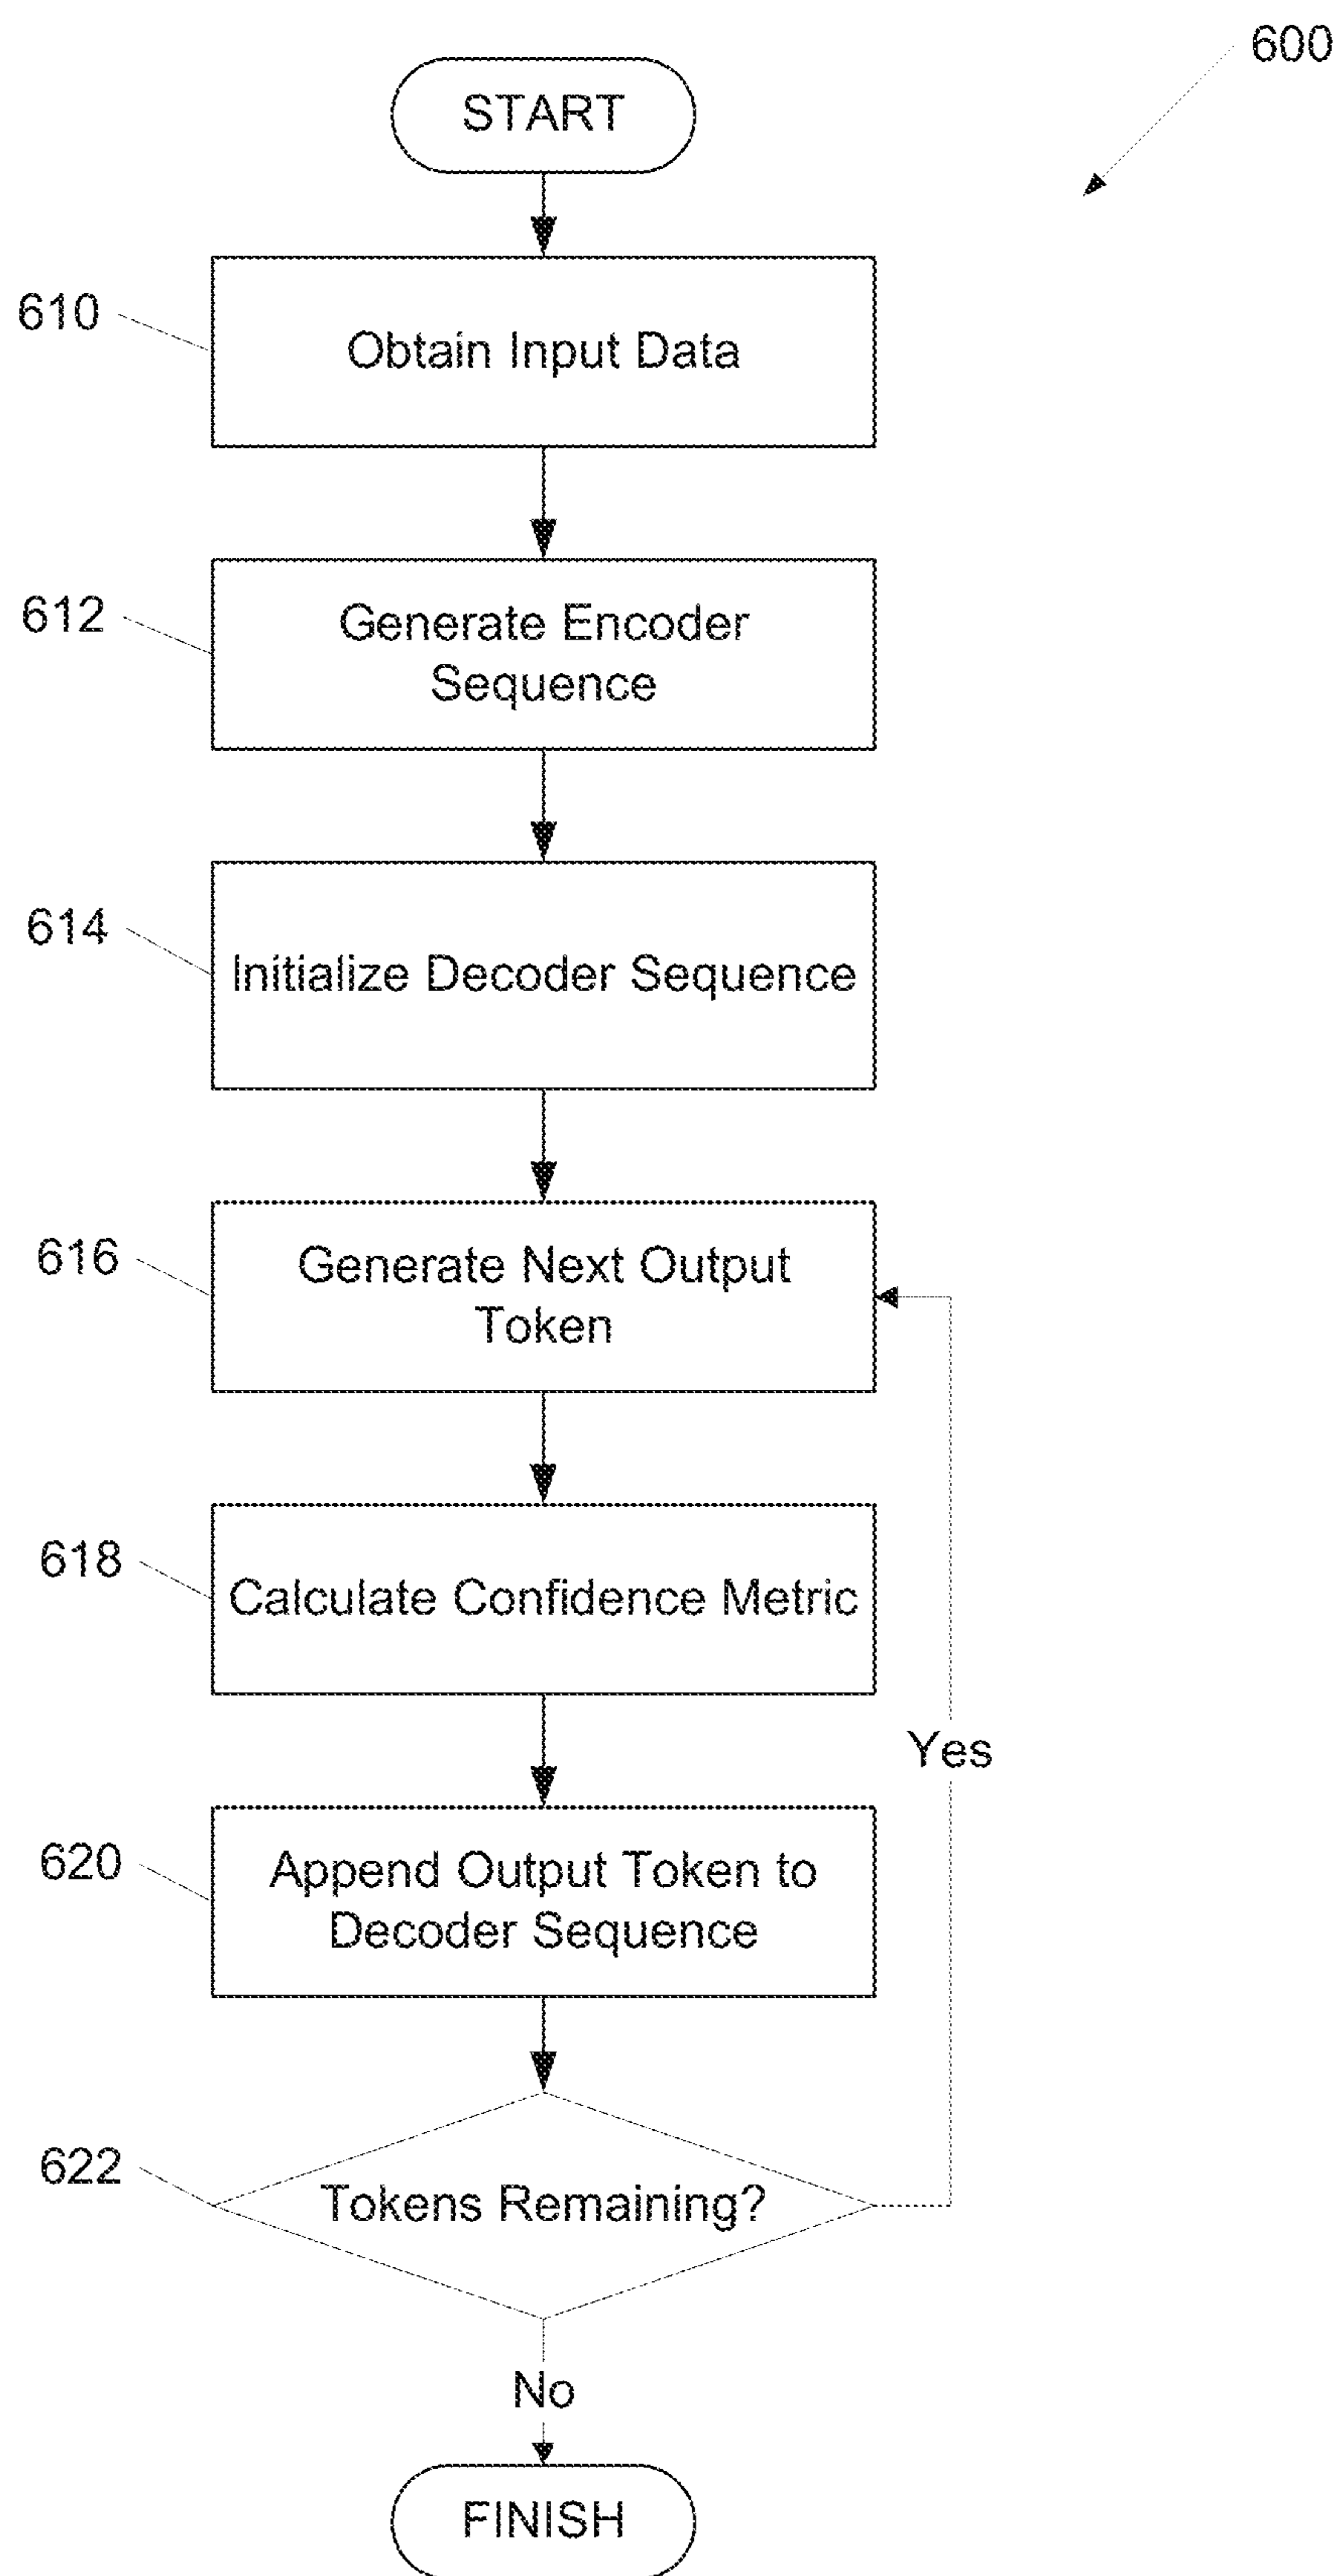 600
START
610
Obtain Input Data
612
Generate Encoder
Sequence
614
Initialize Decoder Sequence
616
Generate Next Output
Token
618
Calculate Confidence Metric
Yes
620
Append Output Token to
Decoder Sequence
622
Tokens Remaining?
No
FINISH